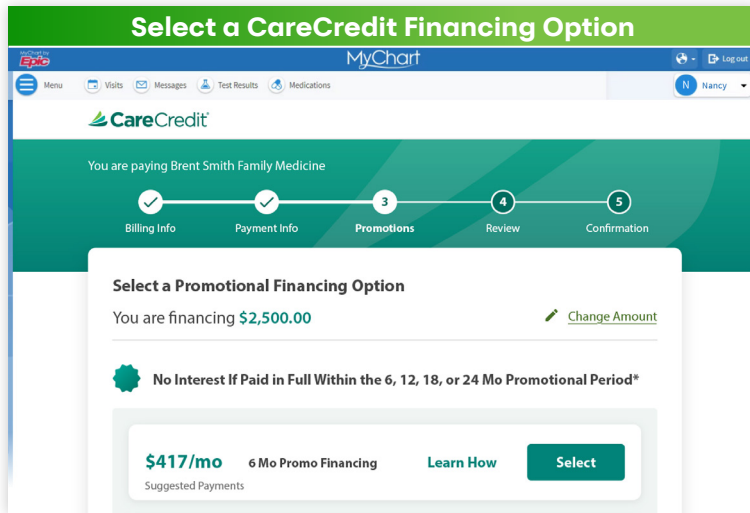 Select a CareCredit Financing Option
MyChart by
Epic
MyChart
Log out
Menu
Visits
Messages
Test Results
Medications
N
Nancy
CareCredit®
You are paying Brent Smith Family Medicine
3
4
5
Billing Info
Payment Info
Promotions
Review
Confirmation
Select a Promotional Financing Option
You are financing $2,500.00
Change Amount
No Interest If Paid in Full Within the 6, 12, 18, or 24 Mo Promotional Period*
$417/mo
6 Mo Promo Financing
Learn How
Select
Suggested Payments